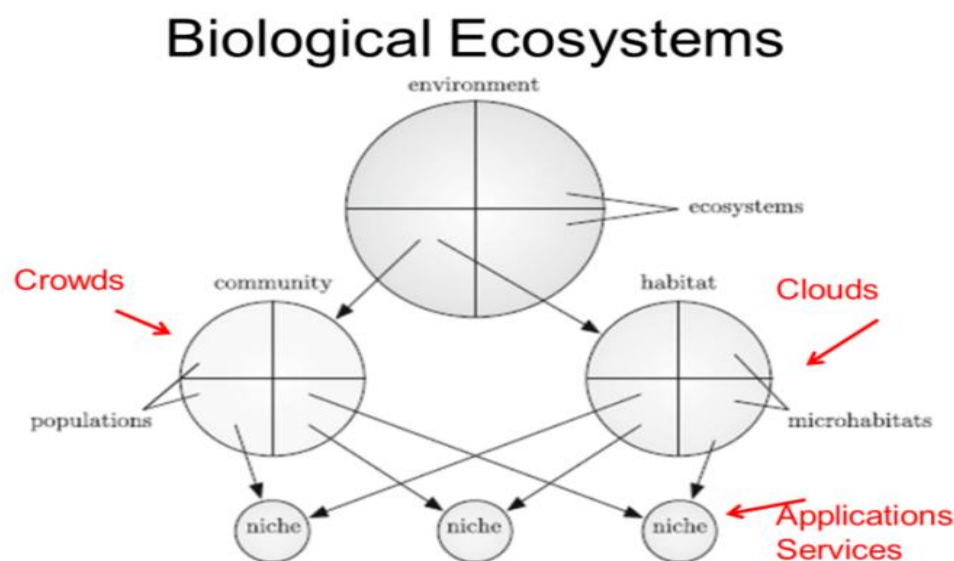 Biological Ecosystems
environment
ecosystems
Crowds
community
habitat
Clouds
populations
microhabitats
niche
niche
niche
Applications
Services